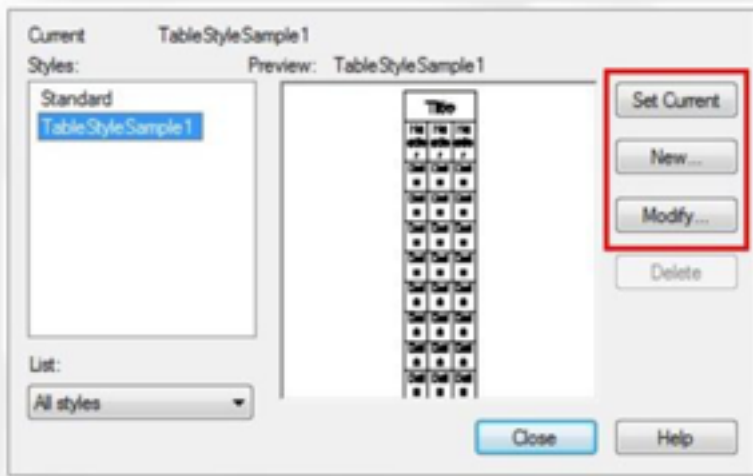 Current TableStyleSample1
Styles:
Preview: TableStyleSample1
Standard
TableStyleSample1
Title
Set Current
New...
Modify...
Delete
List:
All styles
Close
Help